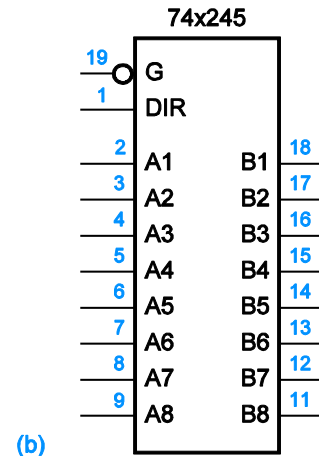 74x245
19 G
1 DIR
2 A1 B1 18
3 A2 B2 17
4 A3 B3 16
5 A4 B4 15
6 A5 B5 14
7 A6 B6 13
8 A7 B7 12
9 A8 B8 11
(b)